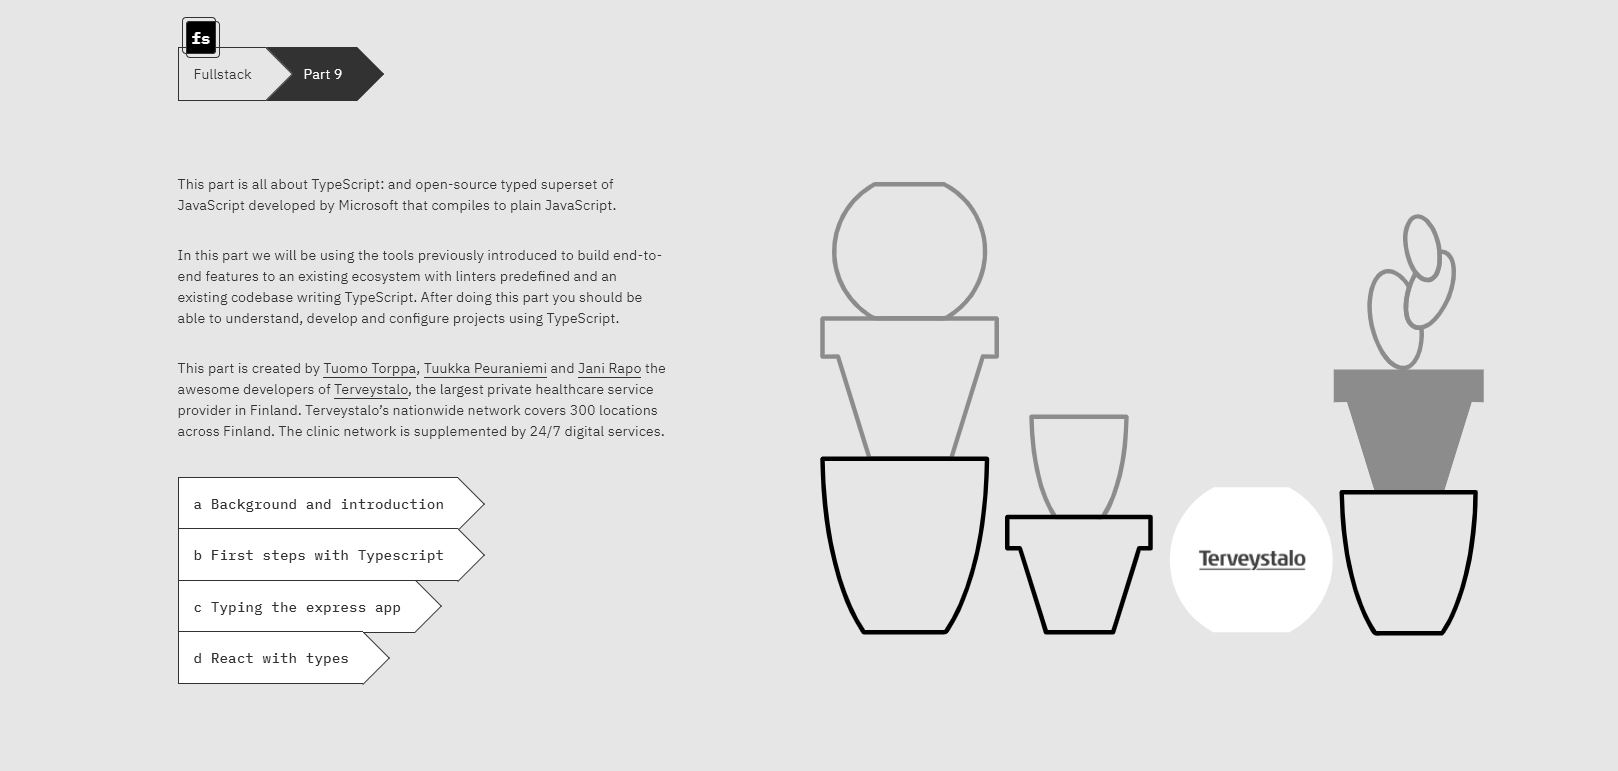 fs
Fullstack
Part 9
This part is all about TypeScript: and open-source typed superset of
JavaScript developed by Microsoft that compiles to plain JavaScript.
In this part we will be using the tools previously introduced to build end-to-
end features to an existing ecosystem with linters predefined and an
existing codebase writing TypeScript. After doing this part you should be
able to understand, develop and configure projects using TypeScript.
This part is created by Tuomo Torppa, Tuukka Peuraniemi and Jani Rapo the
awesome developers of Terveystalo, the largest private healthcare service
provider in Finland. Terveystalo’s nationwide network covers 300 locations
across Finland. The clinic network is supplemented by 24/7 digital services.
a Background and introduction
b First steps with Typescript
c Typing the express app
d React with types
Terveystalo